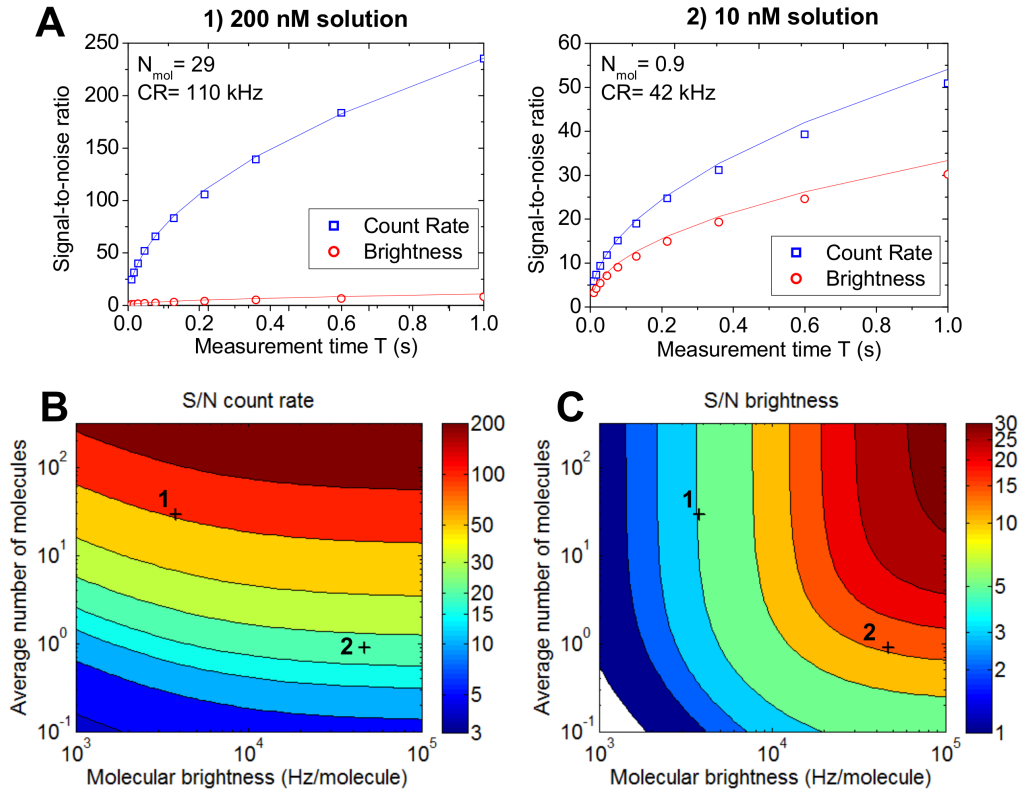 A
1) 200 nM solution
2) 10 nM solution
Signal-to-noise ratio
250
200
150
100
50
0
N_mol = 29
CR= 110 kHz
Count Rate
Brightness
0.0 0.2 0.4 0.6 0.8 1.0
Measurement time T (s)
Signal-to-noise ratio
60
50
40
30
20
10
0
N_mol = 0.9
CR= 42 kHz
Count Rate
Brightness
0.0 0.2 0.4 0.6 0.8 1.0
Measurement time T (s)
B
S/N count rate
Average number of molecules
10^2
10^1
10^0
10^-1
1
2
10^3 10^4 10^5
Molecular brightness (Hz/molecule)
200
100
50
30
20
15
10
5
3
C
S/N brightness
Average number of molecules
10^2
10^1
10^0
10^-1
1
2
10^3 10^4 10^5
Molecular brightness (Hz/molecule)
30
25
20
15
10
5
3
2
1